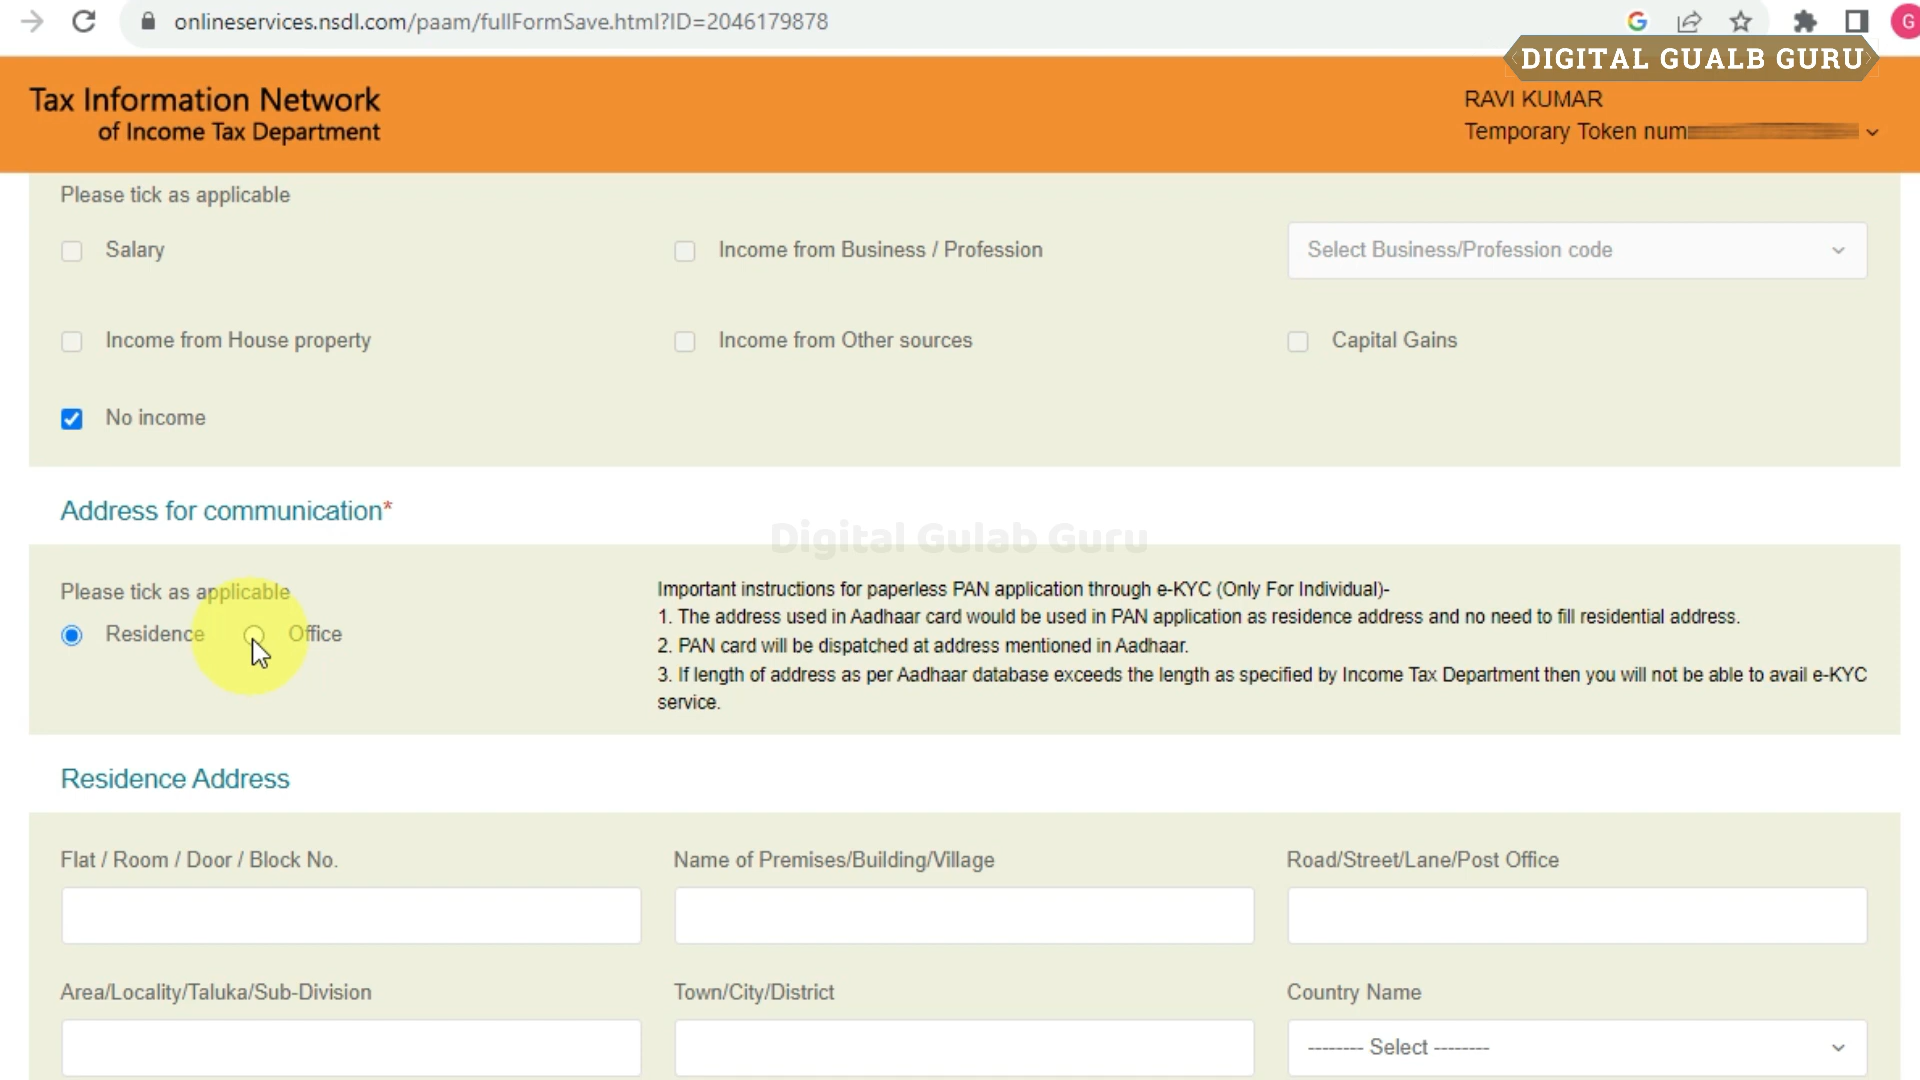 onlineservices.nsdl.com/paam/fullFormSave.html?ID=2046179878
G
G
DIGITAL GUALB GURU
Tax Information Network
of Income Tax Department
RAVI KUMAR
Temporary Token num
Please tick as applicable
Salary
Income from Business / Profession
Select Business/Profession code
Income from House property
Income from Other sources
Capital Gains
No income
Address for communication*
Digital Gulab Guru
Please tick as applicable
Residence
Office
Important instructions for paperless PAN application through e-KYC (Only For Individual)-
1. The address used in Aadhaar card would be used in PAN application as residence address and no need to fill residential address.
2. PAN card will be dispatched at address mentioned in Aadhaar.
3. If length of address as per Aadhaar database exceeds the length as specified by Income Tax Department then you will not be able to avail e-KYC
service.
Residence Address
Flat / Room / Door / Block No.
Name of Premises/Building/Village
Road/Street/Lane/Post Office
Area/Locality/Taluka/Sub-Division
Town/City/District
Country Name
-------- Select --------